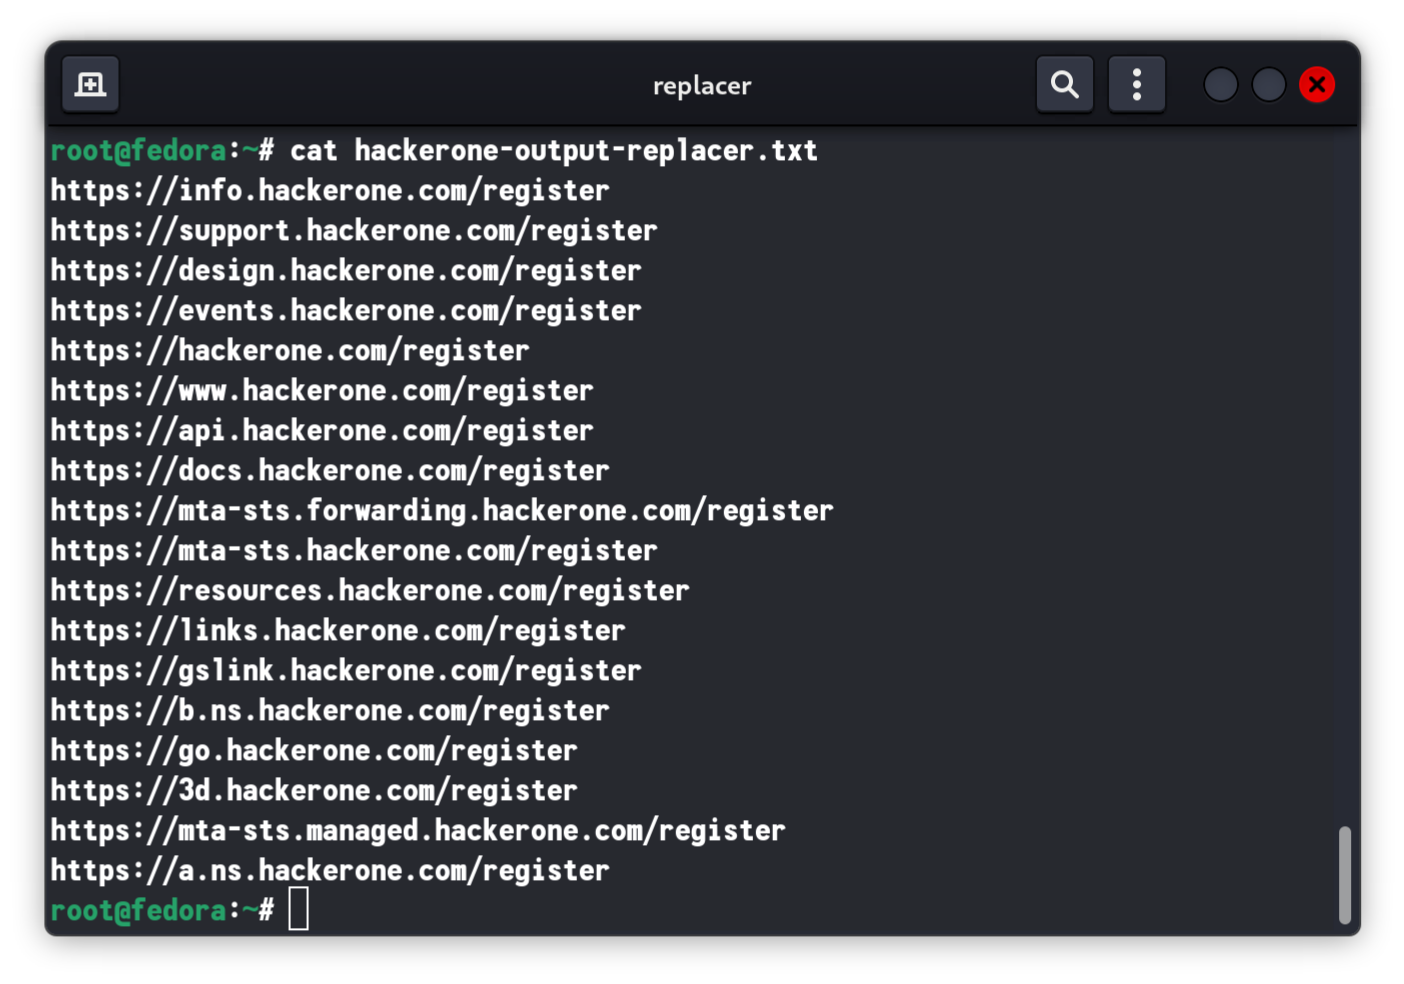 replacer
root@fedora:~# cat hackerone-output-replacer.txt
https://info.hackerone.com/register
https://support.hackerone.com/register
https://design.hackerone.com/register
https://events.hackerone.com/register
https://hackerone.com/register
https://www.hackerone.com/register
https://api.hackerone.com/register
https://docs.hackerone.com/register
https://mta-sts.forwarding.hackerone.com/register
https://mta-sts.hackerone.com/register
https://resources.hackerone.com/register
https://links.hackerone.com/register
https://gslink.hackerone.com/register
https://b.ns.hackerone.com/register
https://go.hackerone.com/register
https://3d.hackerone.com/register
https://mta-sts.managed.hackerone.com/register
https://a.ns.hackerone.com/register
root@fedora:~#